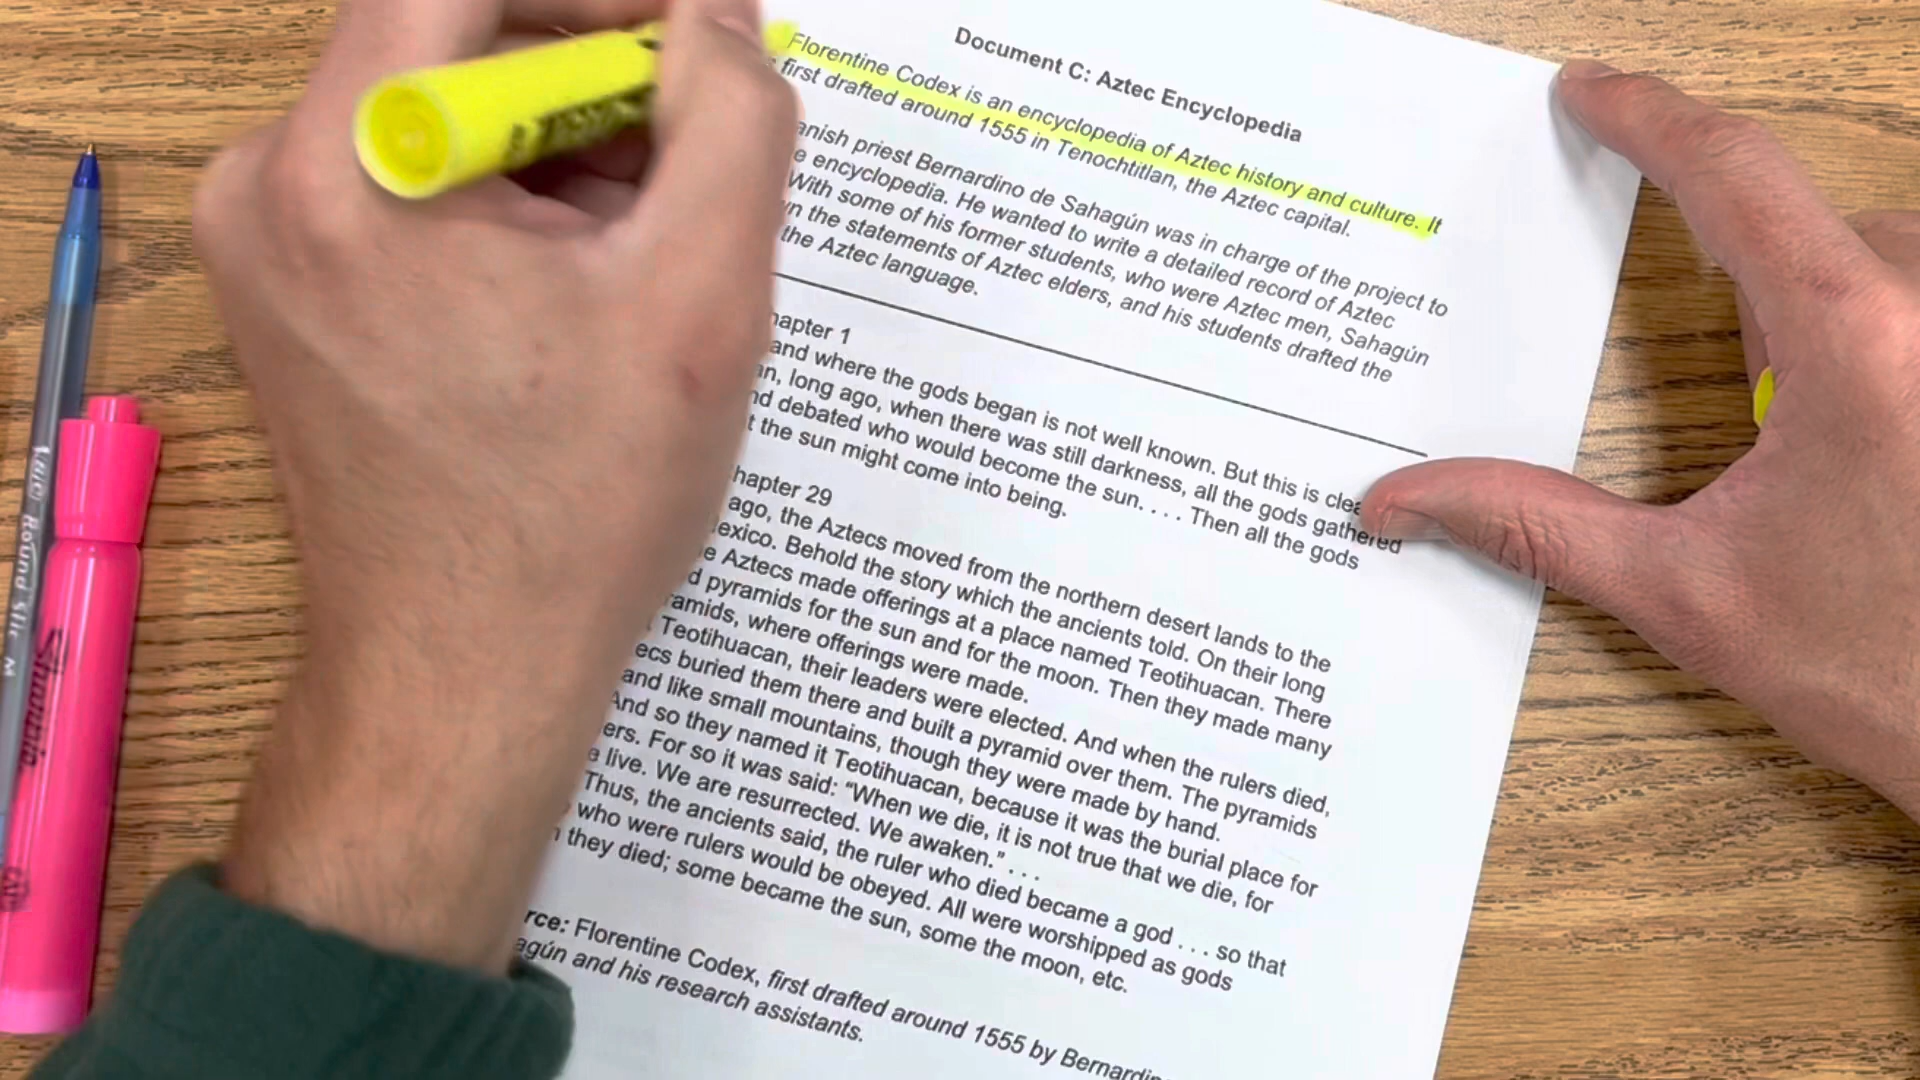 Document C: Aztec Encyclopedia
Florentine Codex is an encyclopedia of Aztec history and culture. It
first drafted around 1555 in Tenochtitlan, the Aztec capital.
priest Bernardino de Sahagún was in charge of the project to
encyclopedia. He wanted to write a detailed record of Aztec
With some of his former students, who were Aztec men, Sahagún
the statements of Aztec elders, and his students drafted the
the Aztec language.
1
and where the gods began is not well known. But this is
long ago, when there was still darkness, all the gods gathered
debated who would become the sun. . . . Then all the gods
the sun might come into being.
29
ago, the Aztecs moved from the northern desert lands to the
Behold the story which the ancients told. On their long
Aztecs made offerings at a place named Teotihuacan. There
pyramids for the sun and for the moon. Then they made many
where offerings were made.
Teotihuacan, their leaders were elected. And when the rulers died,
buried them there and built a pyramid over them. The pyramids
and like small mountains, though they were made by hand.
And so they named it Teotihuacan, because it was the burial place for
For so it was said: “When we die, it is not true that we die, for
live. We are resurrected. We awaken.” . . .
Thus, the ancients said, the ruler who died became a god . . . so that
who were rulers would be obeyed. All were worshipped as gods
they died; some became the sun, some the moon, etc.
Florentine Codex, first drafted around 1555 by
and his research assistants.
Round Stic M
Sharpie